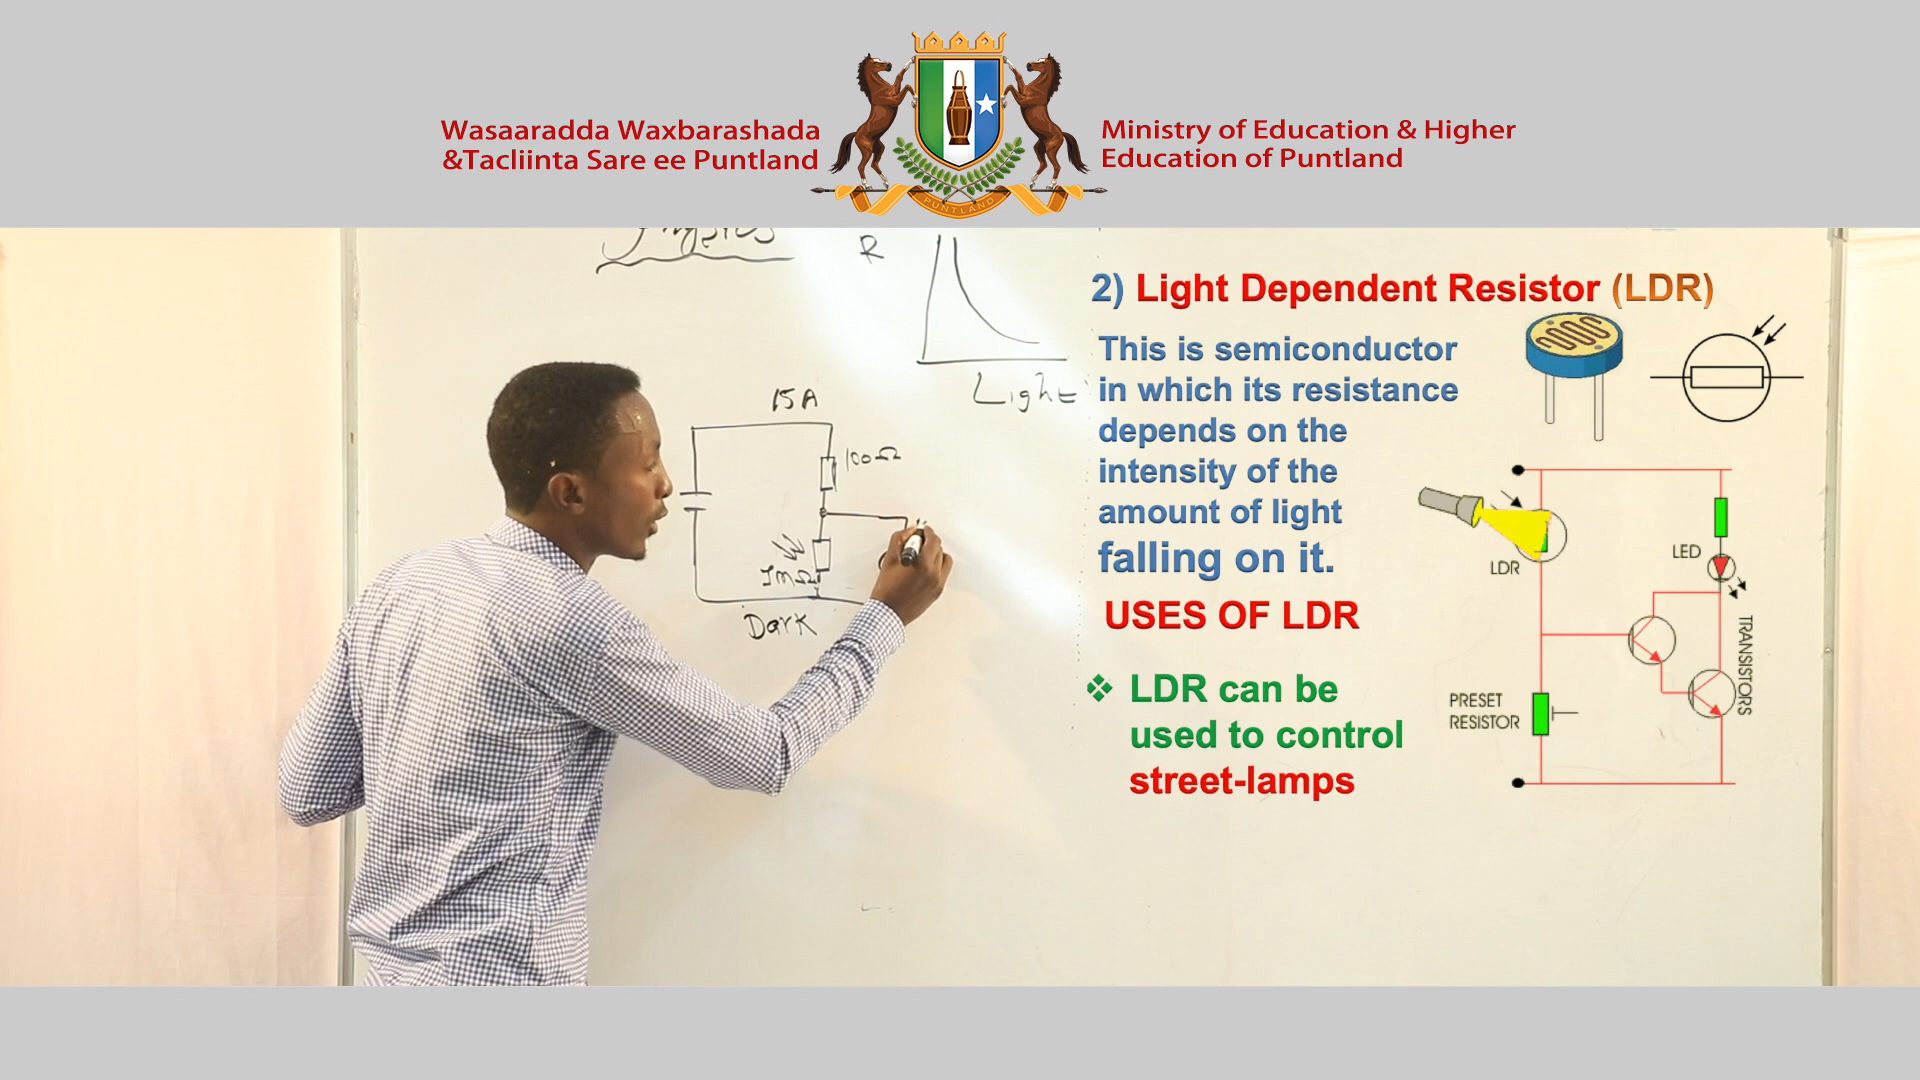 Wasaaradda Waxbarashada
&Tacliinta Sare ee Puntland
PUNTLAND
Ministry of Education & Higher
Education of Puntland
Physics
R
Light
15A
100Ω
1mΩ
Dark
2) Light Dependent Resistor (LDR)
This is semiconductor
in which its resistance
depends on the
intensity of the
amount of light
falling on it.
USES OF LDR
❖ LDR can be
used to control
street-lamps
LDR
LED
TRANSISTORS
PRESET
RESISTOR